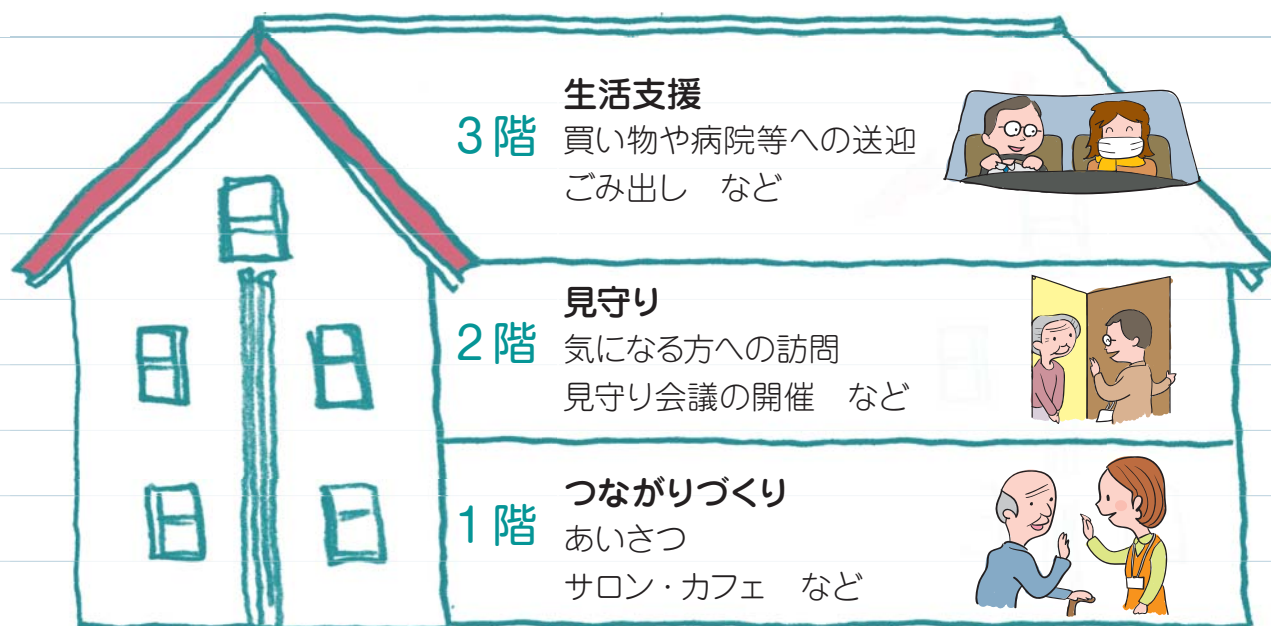 3階
生活支援
買い物や病院等への送迎
ごみ出し　など
2階
見守り
気になる方への訪問
見守り会議の開催　など
1階
つながりづくり
あいさつ
サロン・カフェ　など